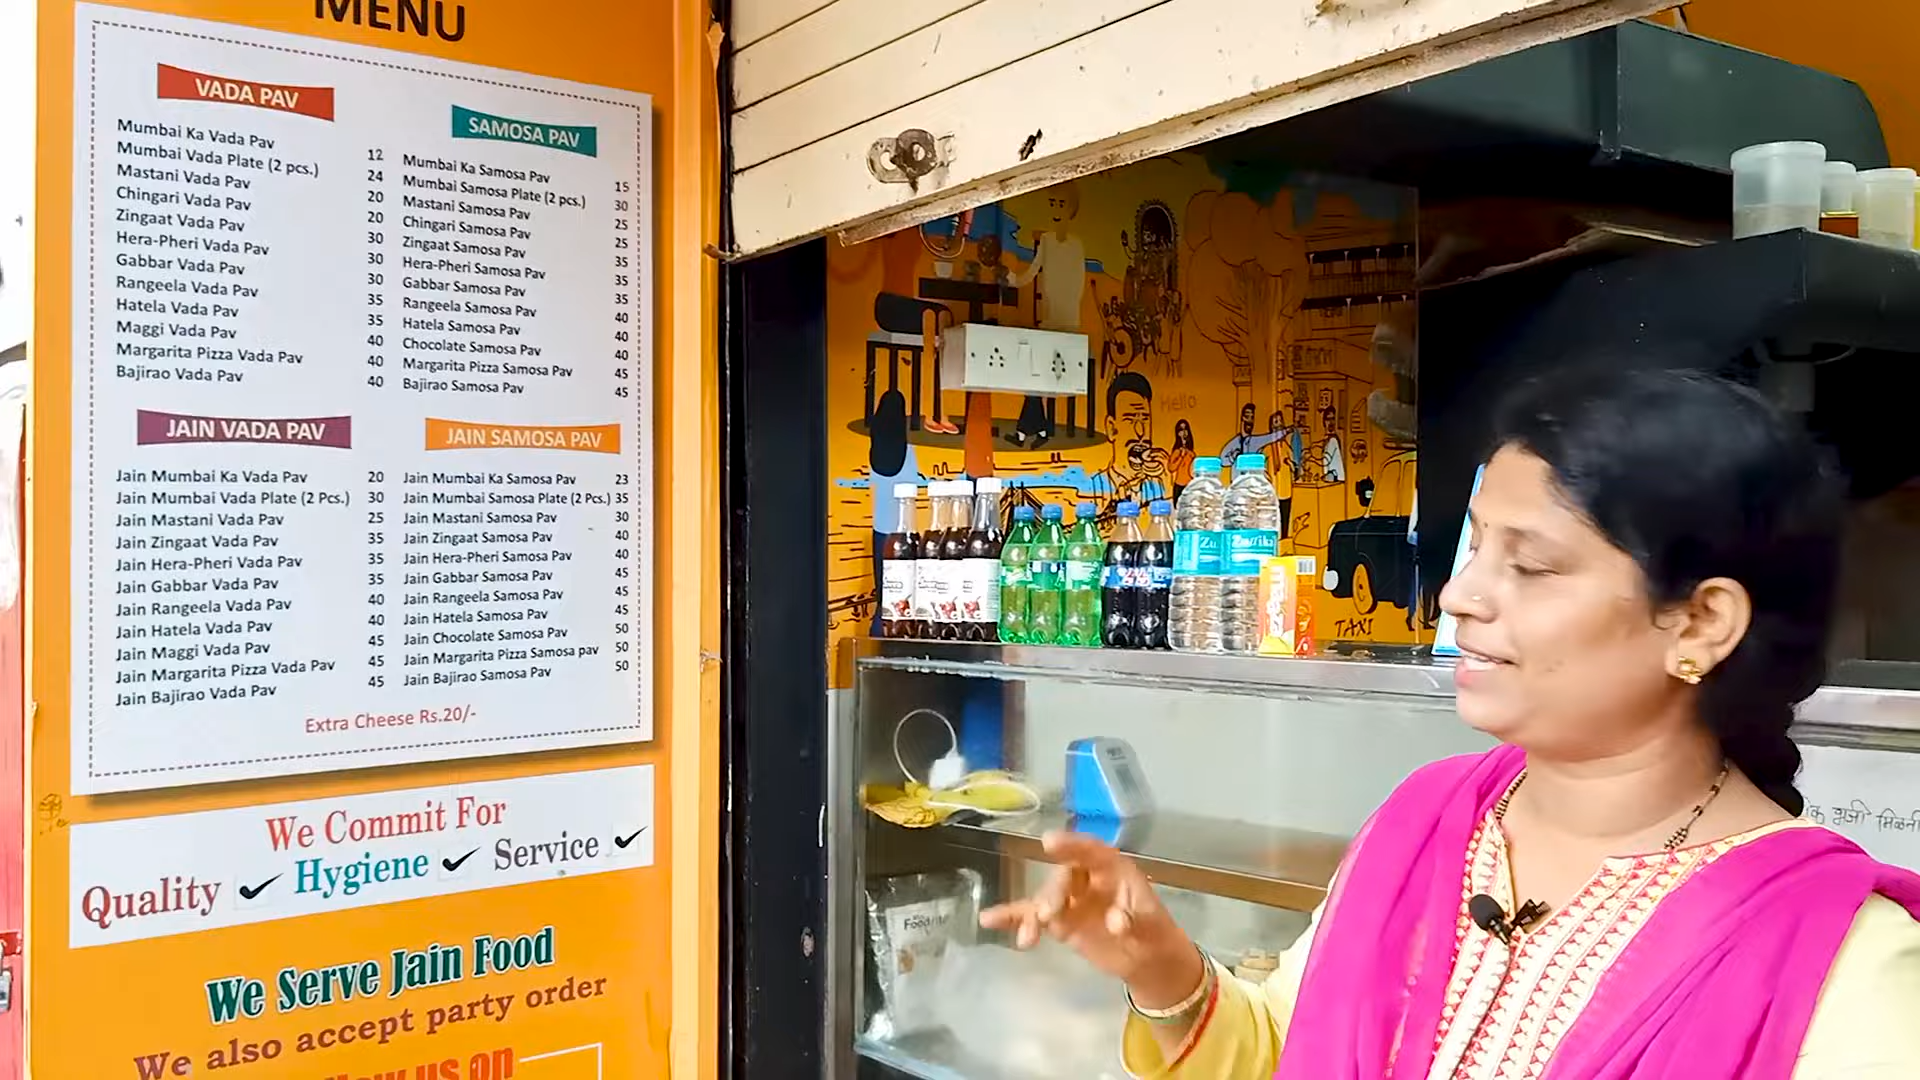 MENU
VADA PAV
Mumbai Ka Vada Pav 12
Mumbai Vada Plate (2 pcs.) 24
Mastani Vada Pav 20
Chingari Vada Pav 20
Zingaat Vada Pav 30
Hera-Pheri Vada Pav 30
Gabbar Vada Pav 30
Rangeela Vada Pav 35
Hatela Vada Pav 35
Maggi Vada Pav 40
Margarita Pizza Vada Pav 40
Bajirao Vada Pav 40
SAMOSA PAV
Mumbai Ka Samosa Pav 15
Mumbai Samosa Plate (2 pcs.) 30
Mastani Samosa Pav 25
Chingari Samosa Pav 25
Zingaat Samosa Pav 35
Hera-Pheri Samosa Pav 35
Gabbar Samosa Pav 35
Rangeela Samosa Pav 40
Hatela Samosa Pav 40
Chocolate Samosa Pav 40
Margarita Pizza Samosa Pav 45
Bajirao Samosa Pav 45
JAIN VADA PAV
Jain Mumbai Ka Vada Pav 20
Jain Mumbai Vada Plate (2 Pcs.) 30
Jain Mastani Vada Pav 25
Jain Zingaat Vada Pav 35
Jain Hera-Pheri Vada Pav 35
Jain Gabbar Vada Pav 35
Jain Rangeela Vada Pav 40
Jain Hatela Vada Pav 40
Jain Maggi Vada Pav 45
Jain Margarita Pizza Vada Pav 45
Jain Bajirao Vada Pav 45
JAIN SAMOSA PAV
Jain Mumbai Ka Samosa Pav 23
Jain Mumbai Samosa Plate (2 Pcs.) 35
Jain Mastani Samosa Pav 30
Jain Zingaat Samosa Pav 40
Jain Hera-Pheri Samosa Pav 40
Jain Gabbar Samosa Pav 45
Jain Rangeela Samosa Pav 45
Jain Hatela Samosa Pav 45
Jain Chocolate Samosa Pav 50
Jain Margarita Pizza Samosa pav 50
Jain Bajirao Samosa Pav 50
Extra Cheese Rs.20/-
We Commit For
Quality ✓ Hygiene ✓ Service ✓
We Serve Jain Food
We also accept party order
us on
Hello
TAXI